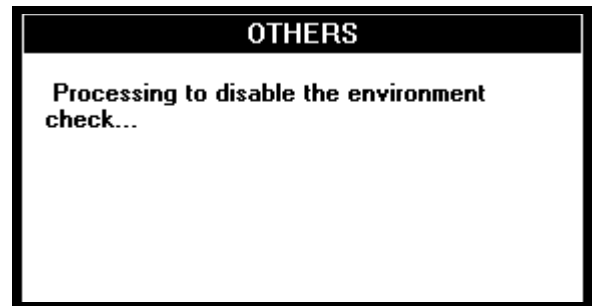 OTHERS
Processing to disable the environment
check...